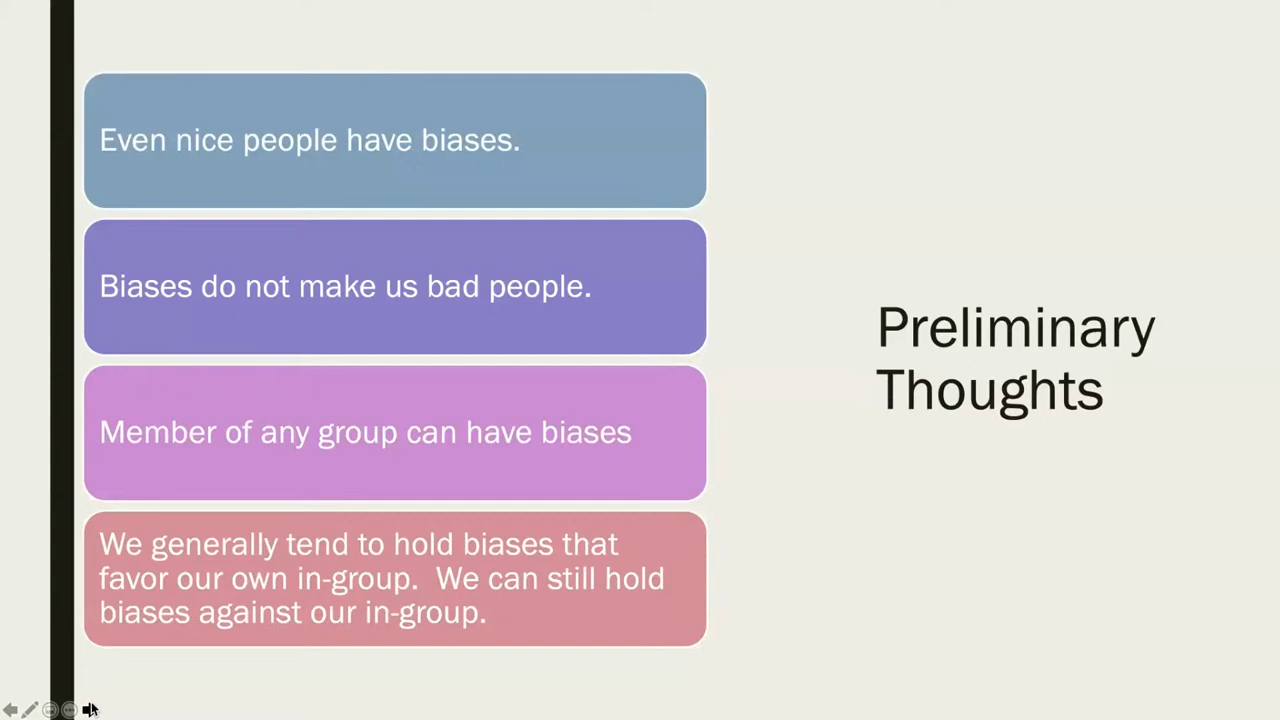 Even nice people have biases.
Biases do not make us bad people.
Member of any group can have biases
We generally tend to hold biases that
favor our own in-group.  We can still hold
biases against our in-group.
Preliminary
Thoughts